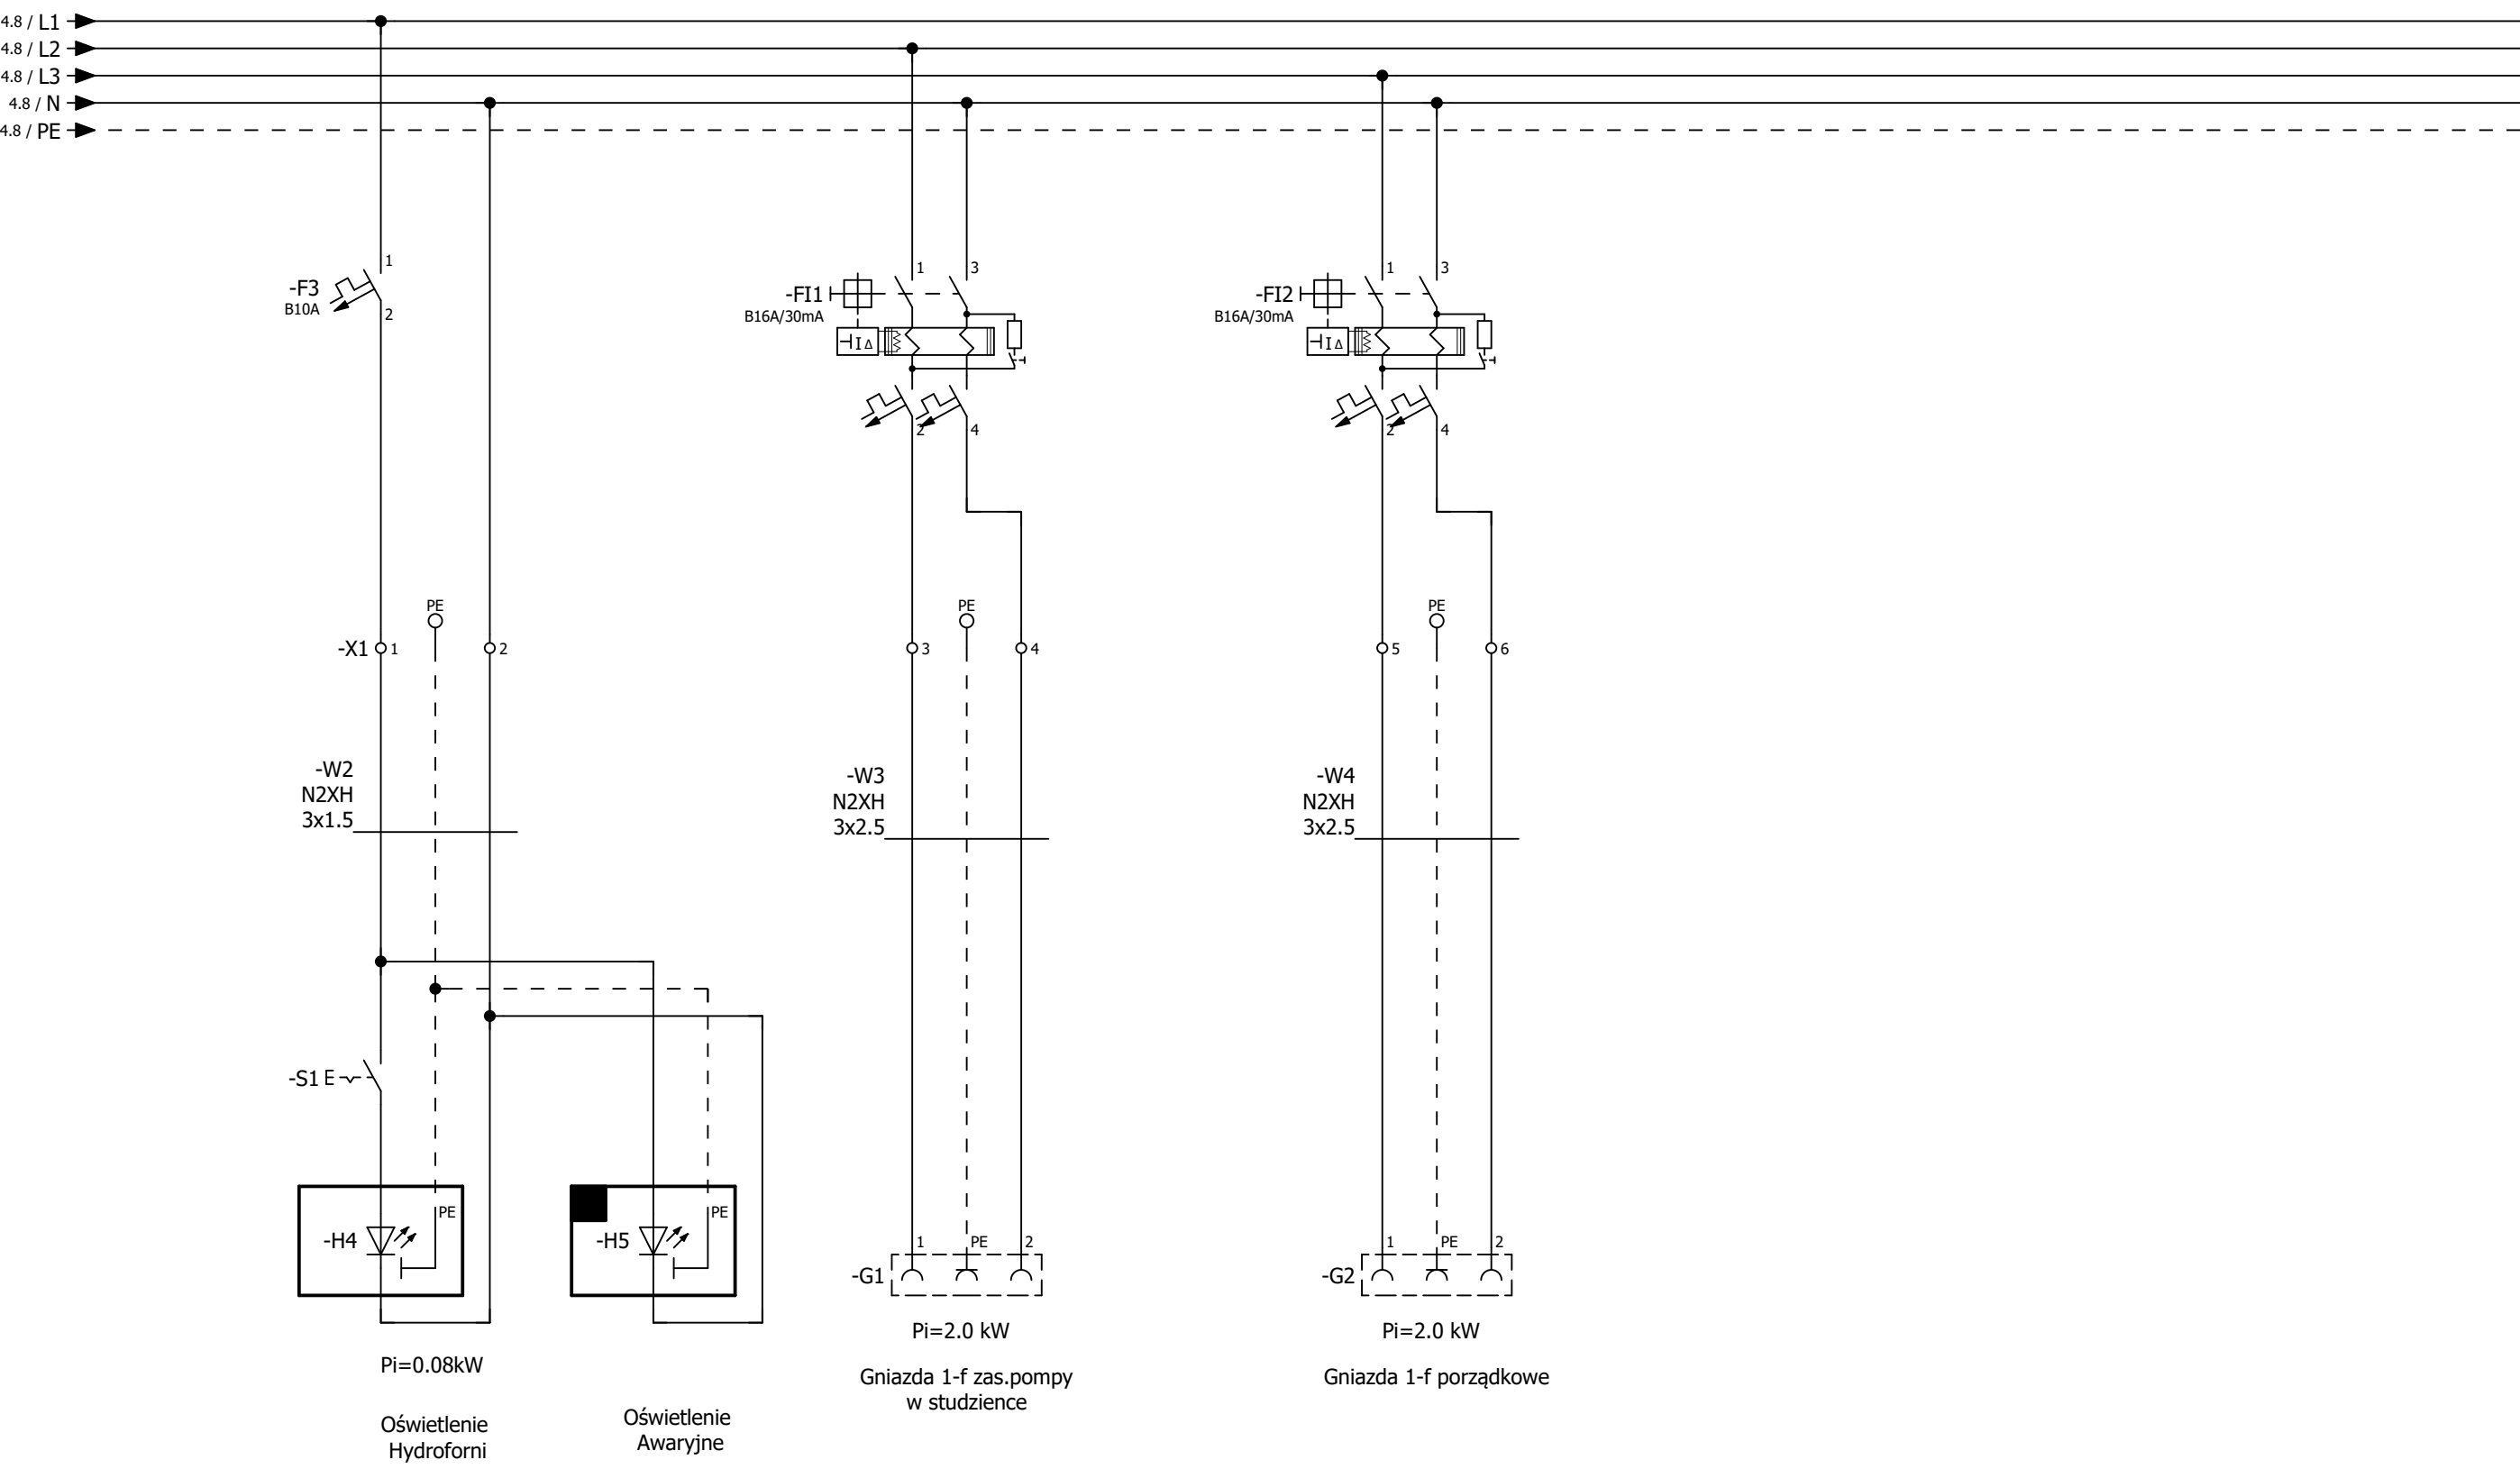 4.8 / L1
4.8 / L2
4.8 / L3
4.8 / N
4.8 / PE
-F3
B10A
1
2
-FI1
B16A/30mA
1
3
I Δ
2
4
-FI2
B16A/30mA
1
3
I Δ
2
4
PE
-X1
1
2
PE
3
4
PE
5
6
-W2
N2XH
3x1.5
-W3
N2XH
3x2.5
-W4
N2XH
3x2.5
-S1
-H4
PE
-H5
PE
-G1
1
PE
2
-G2
1
PE
2
Pi=0.08kW
Oświetlenie
Hydroforni
Oświetlenie
Awaryjne
Pi=2.0 kW
Gniazda 1-f zas.pompy
w studzience
Pi=2.0 kW
Gniazda 1-f porządkowe